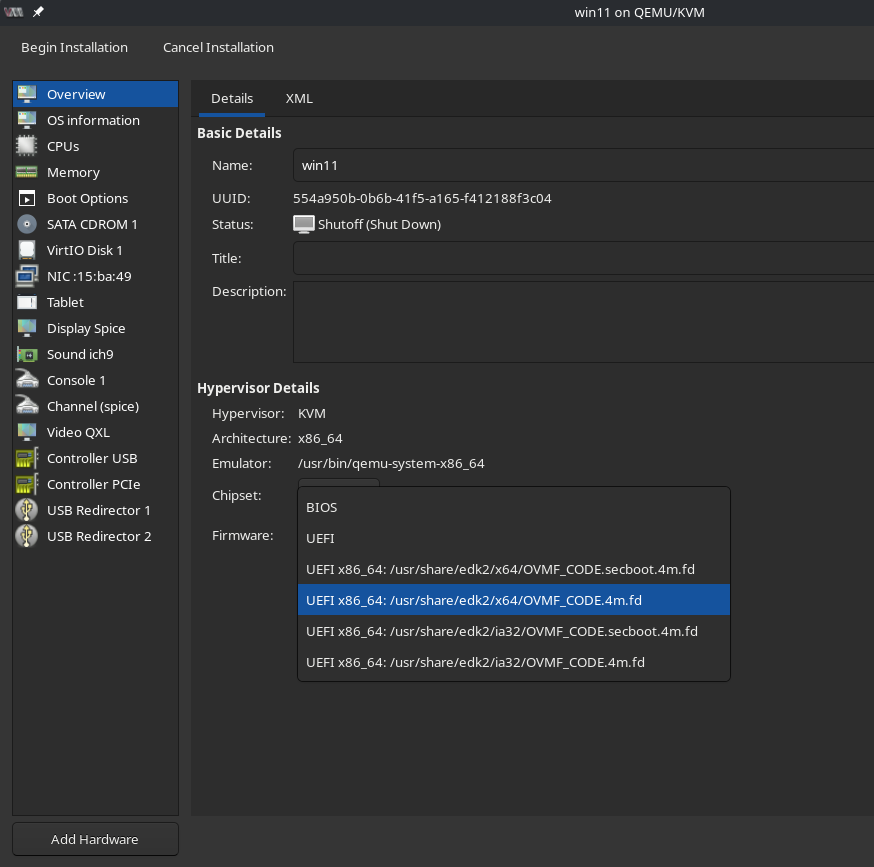 win11 on QEMU/KVM
Begin Installation Cancel Installation
Overview
OS information
CPUs
Memory
Boot Options
SATA CDROM 1
VirtIO Disk 1
NIC :15:ba:49
Tablet
Display Spice
Sound ich9
Console 1
Channel (spice)
Video QXL
Controller USB
Controller PCIe
USB Redirector 1
USB Redirector 2
Add Hardware
Details XML
Basic Details
Name: win11
UUID: 554a950b-0b6b-41f5-a165-f412188f3c04
Status: Shutoff (Shut Down)
Title:
Description:
Hypervisor Details
Hypervisor: KVM
Architecture: x86_64
Emulator: /usr/bin/qemu-system-x86_64
Chipset:
Firmware:
BIOS
UEFI
UEFI x86_64: /usr/share/edk2/x64/OVMF_CODE.secboot.4m.fd
UEFI x86_64: /usr/share/edk2/x64/OVMF_CODE.4m.fd
UEFI x86_64: /usr/share/edk2/ia32/OVMF_CODE.secboot.4m.fd
UEFI x86_64: /usr/share/edk2/ia32/OVMF_CODE.4m.fd